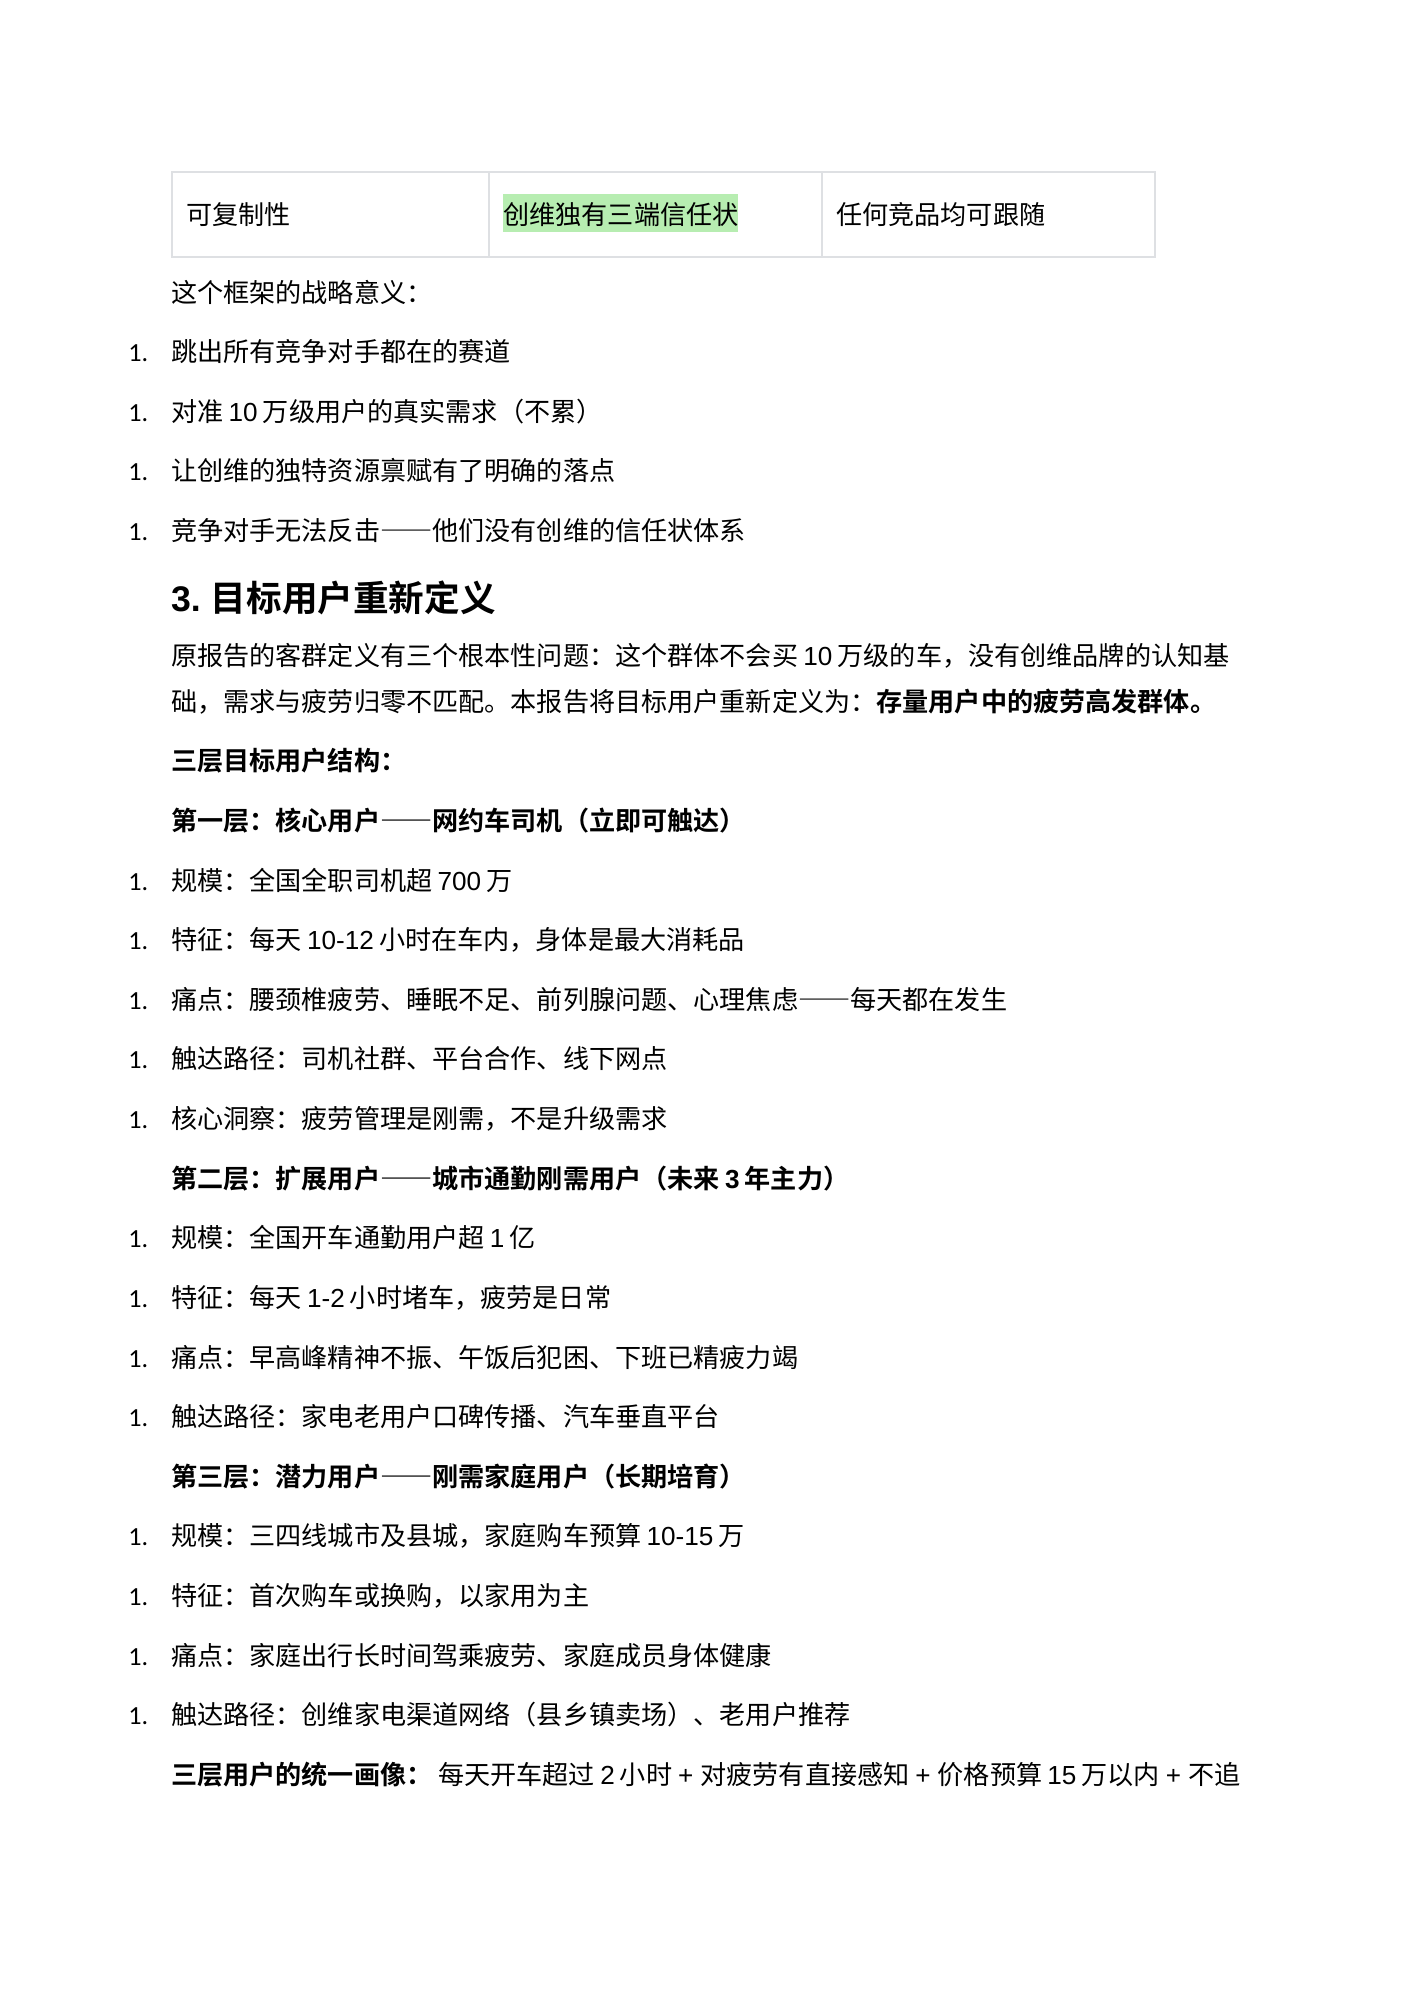 可复制性 创维独有三端信任状 任何竞品均可跟随
这个框架的战略意义：
1. 跳出所有竞争对手都在的赛道
1. 对准 10 万级用户的真实需求（不累）
1. 让创维的独特资源禀赋有了明确的落点
1. 竞争对手无法反击——他们没有创维的信任状体系
3. 目标用户重新定义
原报告的客群定义有三个根本性问题：这个群体不会买 10 万级的车，没有创维品牌的认知基
础，需求与疲劳归零不匹配。本报告将目标用户重新定义为：存量用户中的疲劳高发群体。
三层目标用户结构：
第一层：核心用户——网约车司机（立即可触达）
1. 规模：全国全职司机超 700 万
1. 特征：每天 10-12 小时在车内，身体是最大消耗品
1. 痛点：腰颈椎疲劳、睡眠不足、前列腺问题、心理焦虑——每天都在发生
1. 触达路径：司机社群、平台合作、线下网点
1. 核心洞察：疲劳管理是刚需，不是升级需求
第二层：扩展用户——城市通勤刚需用户（未来 3 年主力）
1. 规模：全国开车通勤用户超 1 亿
1. 特征：每天 1-2 小时堵车，疲劳是日常
1. 痛点：早高峰精神不振、午饭后犯困、下班已精疲力竭
1. 触达路径：家电老用户口碑传播、汽车垂直平台
第三层：潜力用户——刚需家庭用户（长期培育）
1. 规模：三四线城市及县城，家庭购车预算 10-15 万
1. 特征：首次购车或换购，以家用为主
1. 痛点：家庭出行长时间驾乘疲劳、家庭成员身体健康
1. 触达路径：创维家电渠道网络（县乡镇卖场）、老用户推荐
三层用户的统一画像： 每天开车超过 2 小时 + 对疲劳有直接感知 + 价格预算 15 万以内 + 不追